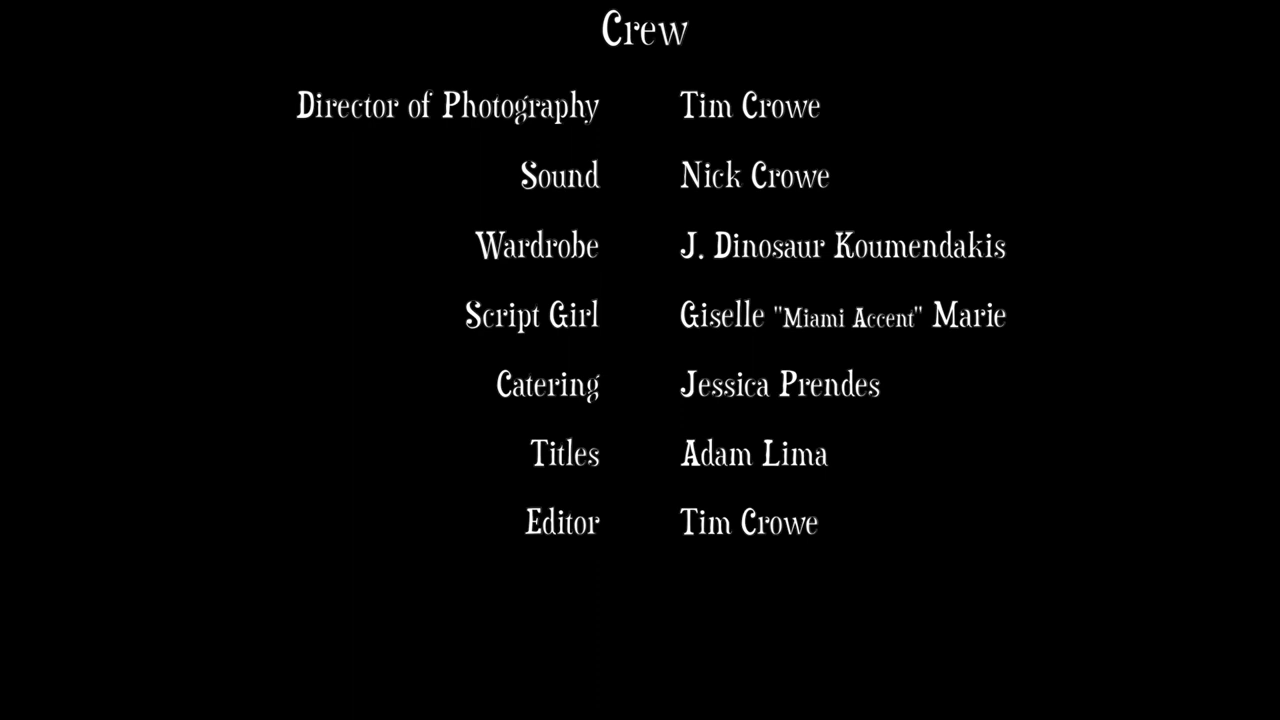 Crew
Director of Photography Tim Crowe
Sound Nick Crowe
Wardrobe J. Dinosaur Koumendakis
Script Girl Giselle "Miami Accent" Marie
Catering Jessica Prendes
Titles Adam Lima
Editor Tim Crowe